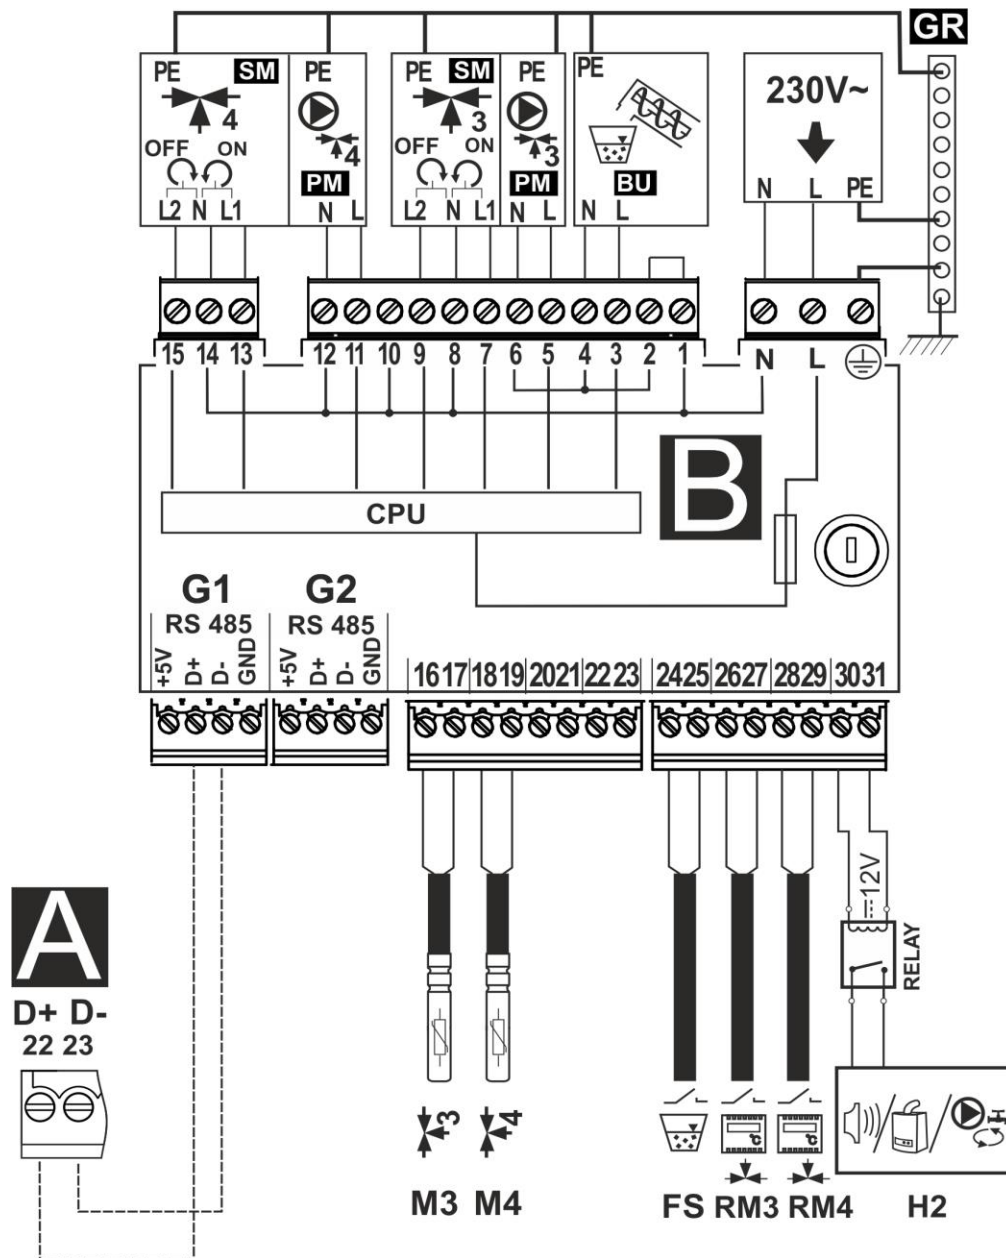 GR
PE SM PE PE SM PE PE 230V~
4 4 3 3
OFF ON OFF ON
PM PM BU
L2 N L1 N L L2 N L1 N L N L N L PE
15 14 13 12 11 10 9 8 7 6 5 4 3 2 1 N L
B
CPU
G1 G2
RS 485 RS 485
+5V D+ D- GND +5V D+ D- GND
16 17 18 19 20 21 22 23 24 25 26 27 28 29 30 31
12V
RELAY
A
D+ D-
22 23
3 4
°C °C
M3 M4 FS RM3 RM4 H2